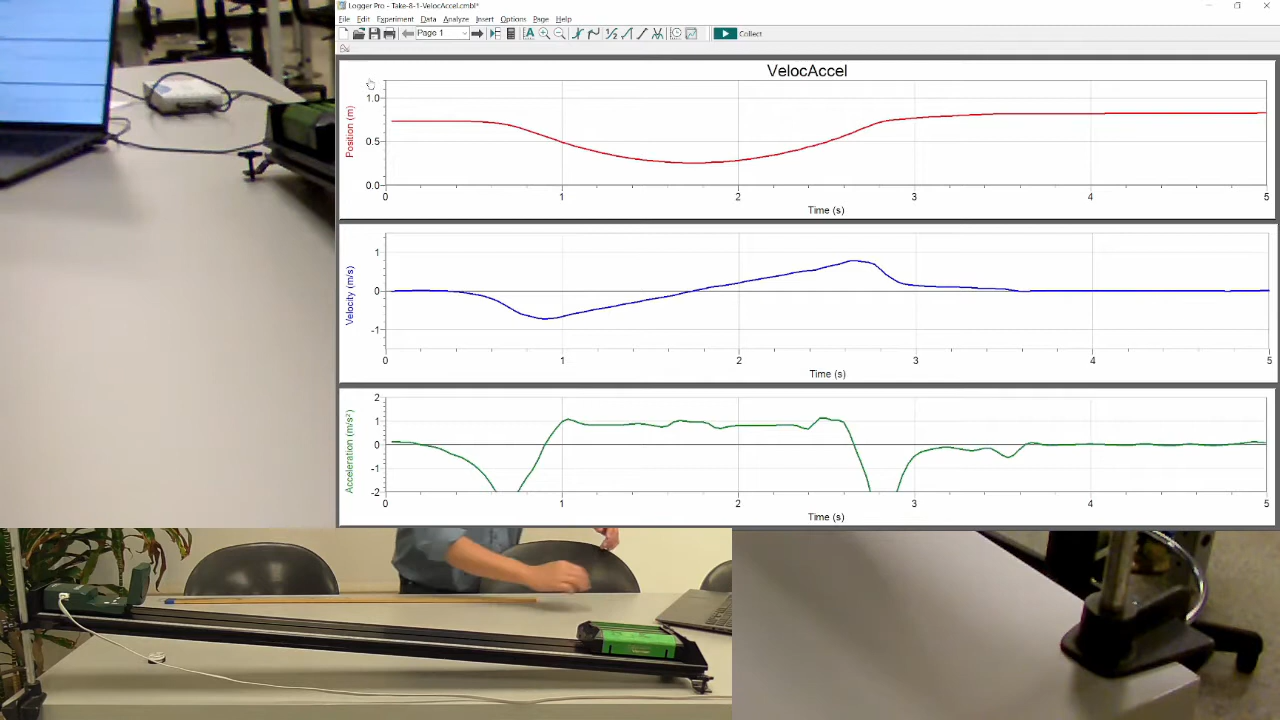 Logger Pro - Take-8-1-VelocAccel.cmbl*
File Edit Experiment Data Analyze Insert Options Page Help
Page 1
Collect
VelocAccel
1.0
0.5
0.0
Position (m)
0 1 2 3 4 5
Time (s)
1
0
-1
Velocity (m/s)
0 1 2 3 4 5
Time (s)
2
1
0
-1
-2
Acceleration (m/s²)
0 1 2 3 4 5
Time (s)